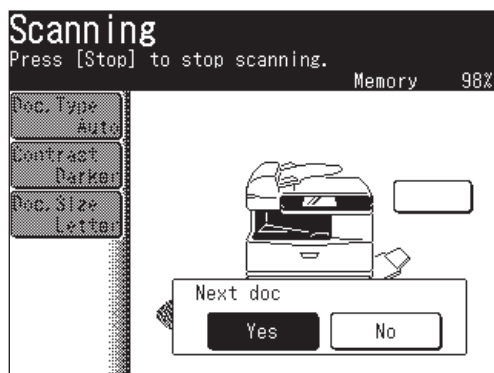 Scanning
Press [Stop] to stop scanning.
Memory 98%
Doc. Type
Auto
Contrast
Darker
Doc. Size
Letter
Next doc
Yes No